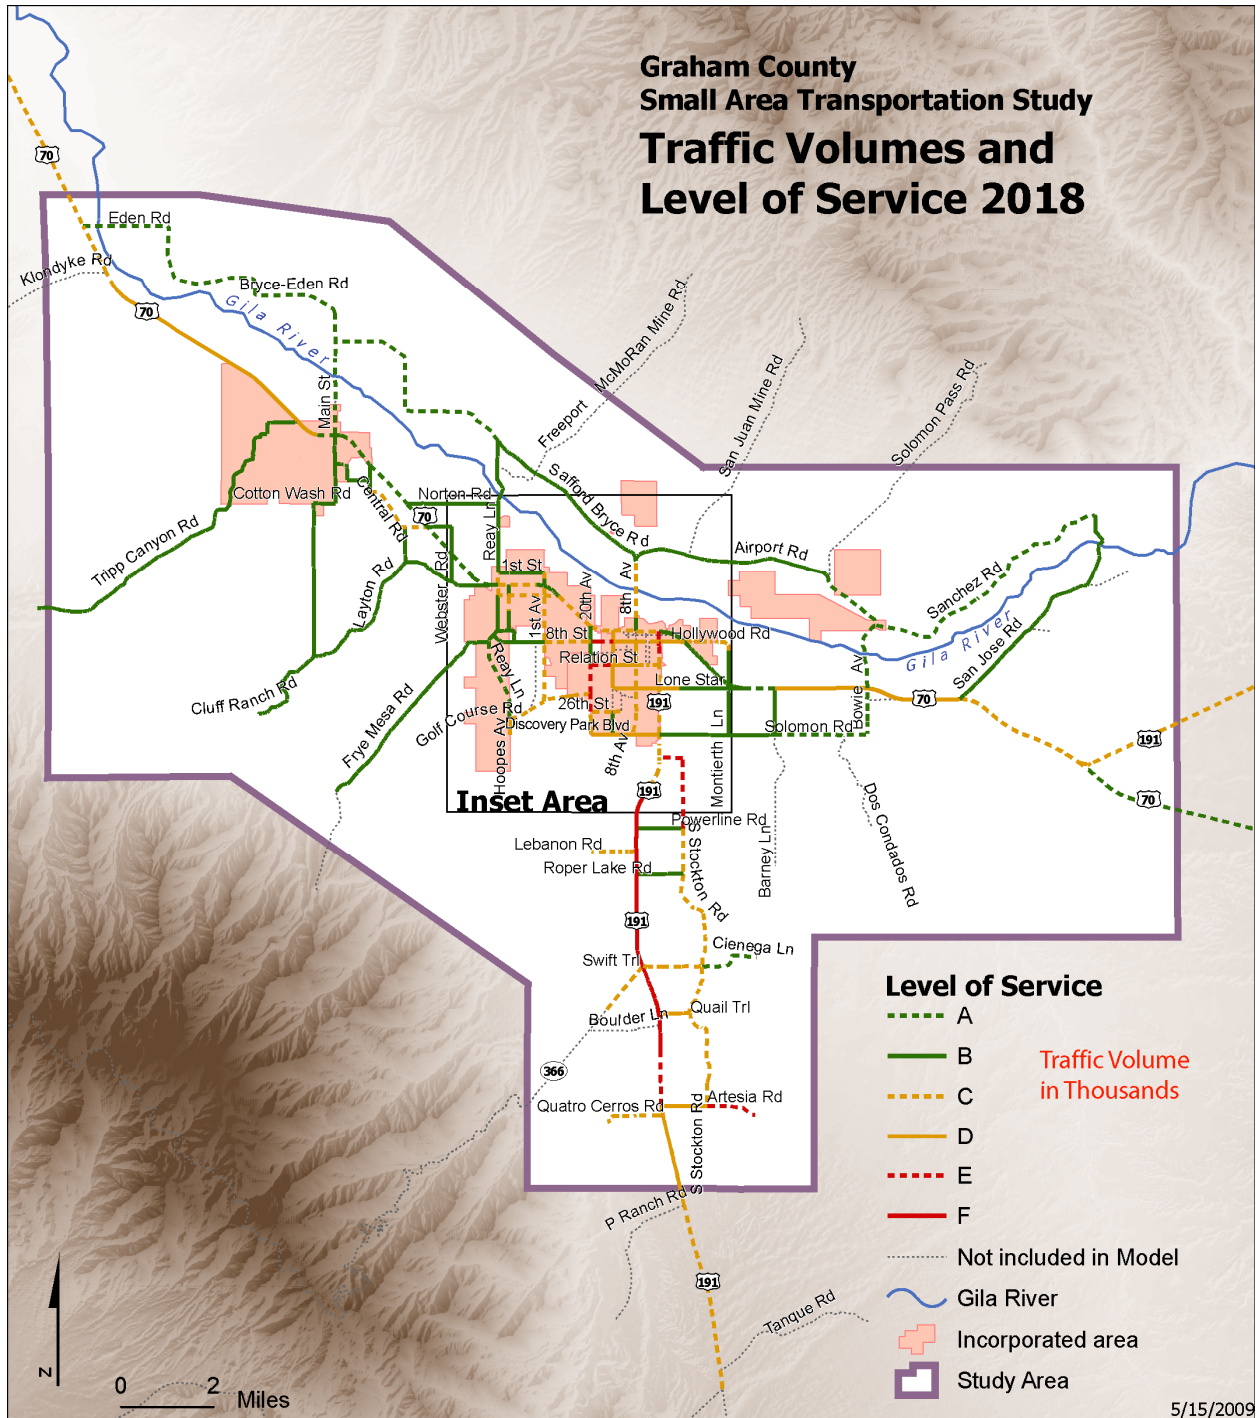 Graham County
Small Area Transportation Study
Traffic Volumes and
Level of Service 2018
70
Eden Rd
Klondyke Rd
Bryce-Eden Rd
70
Gila River
McMoRan Mine Rd
Freeport
San Juan Mine Rd
Solomon Pass Rd
Main St
Cotton Wash Rd
Central Rd
Norton Rd
70
Safford Bryce Rd
Airport Rd
Reay Ln
Tripp Canyon Rd
1st St
20th Av
8th Av
Sanchez Rd
Layton Rd
Webster Rd
1st Av
8th St
Hollywood Rd
Gila River
San Jose Rd
Relation St
Reay Ln
Lone Star
Bowie Av
Cluff Ranch Rd
Frye Mesa Rd
Golf Course Rd
26th St
191
70
Discovery Park Blvd
Solomon Rd
Hoopes Av
8th Av
Montierth Ln
191
191
70
Inset Area
Powerline Rd
Lebanon Rd
Roper Lake Rd
S Stockton Rd
Barney Ln
Dos Condados Rd
191
Cienega Ln
Swift Trl
Quail Trl
Boulder Ln
366
Quatro Cerros Rd
Artesia Rd
S Stockton Rd
P Ranch Rd
191
Tanque Rd
Level of Service
A
B
C
D
E
F
Traffic Volume
in Thousands
Not included in Model
Gila River
Incorporated area
Study Area
N
0 2
Miles
5/15/2009